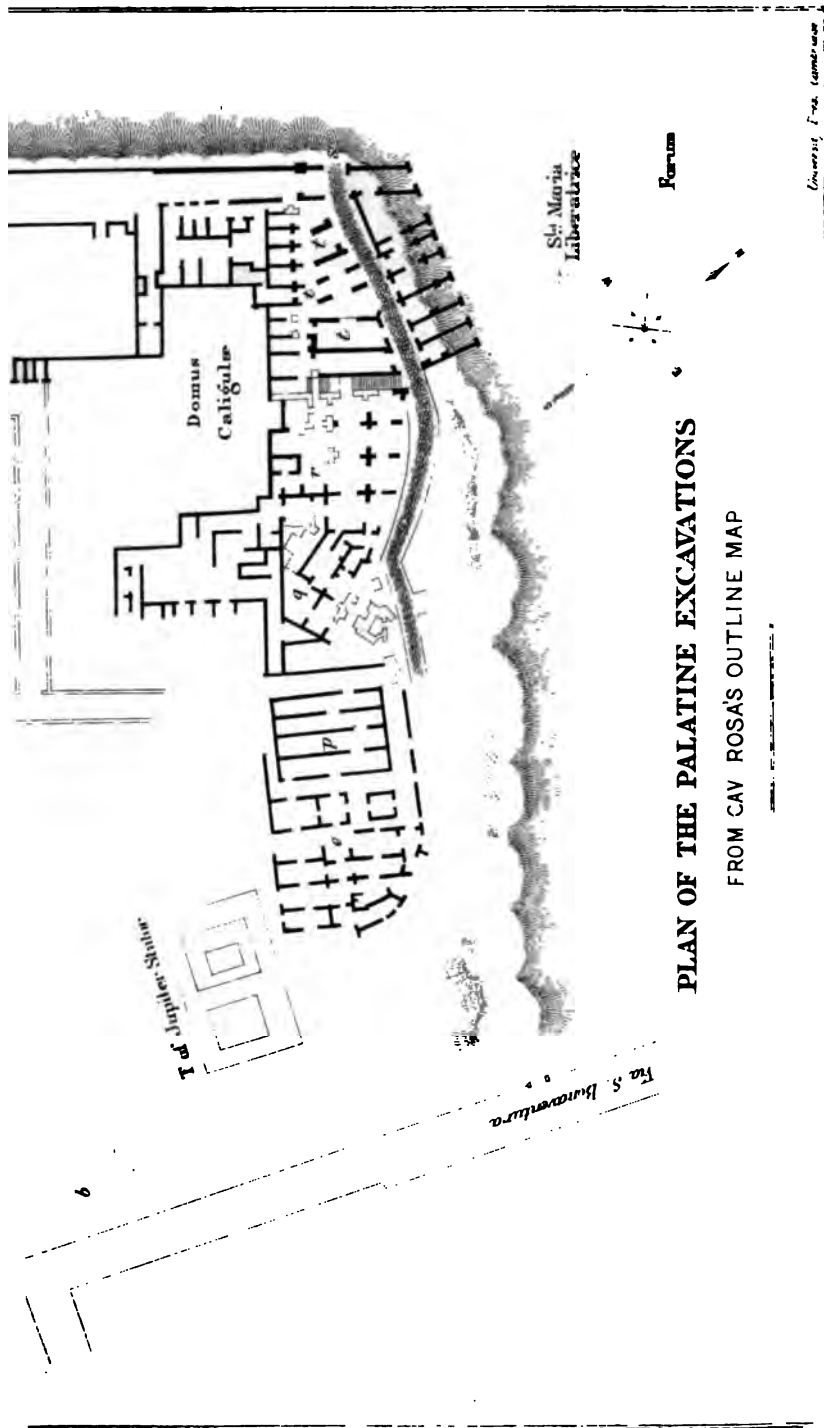 PLAN OF THE PALATINE EXCAVATIONS
FROM CAV ROSA'S OUTLINE MAP
Domus
Caligulæ
Sta. Maria
Liberatrice
Forum
T. of Jupiter Stator
Via S. Bonaventura
t
t
t
r
q
p
o
r
b